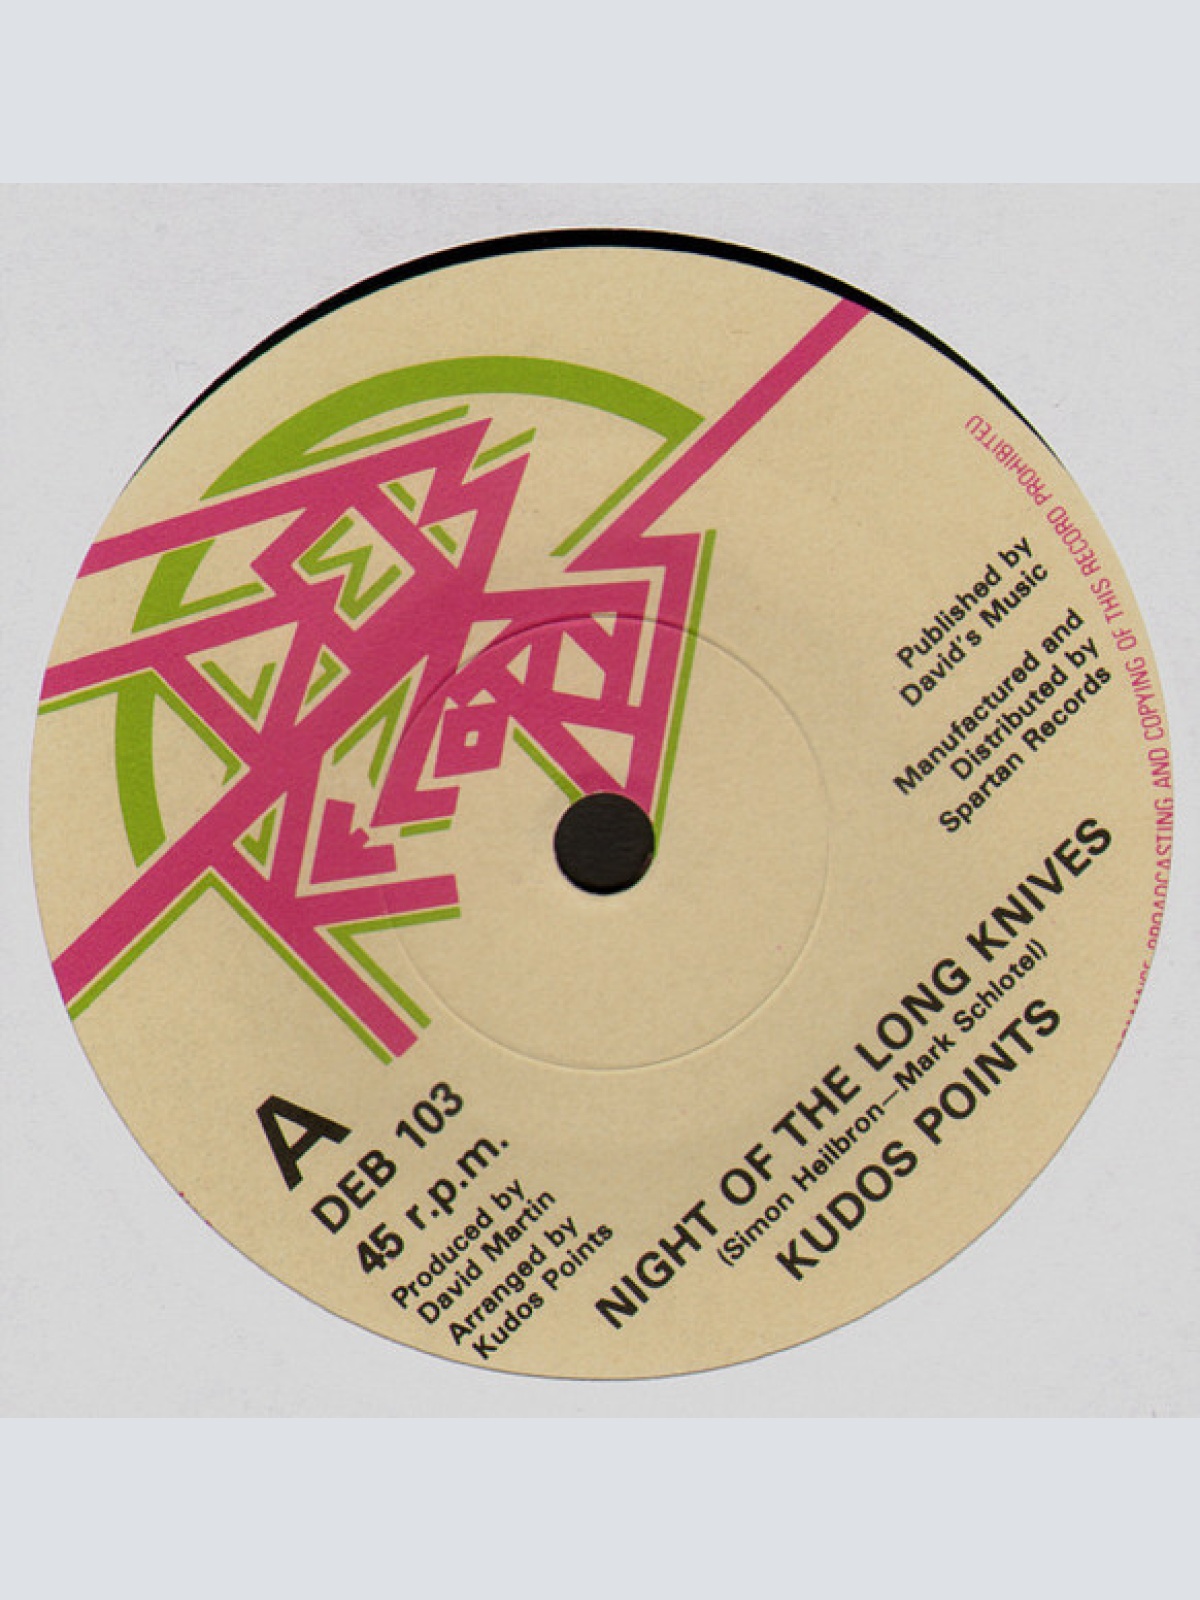 A
DEB 103
45 r.p.m.
Produced by
David Martin
Arranged by
Kudos Points
NIGHT OF THE LONG KNIVES
(Simon Heilbron—Mark Schlotel)
KUDOS POINTS
Published by
David's Music
Manufactured and
Distributed by
Spartan Records
BROADCASTING AND COPYING OF THIS RECORD PROHIBITED